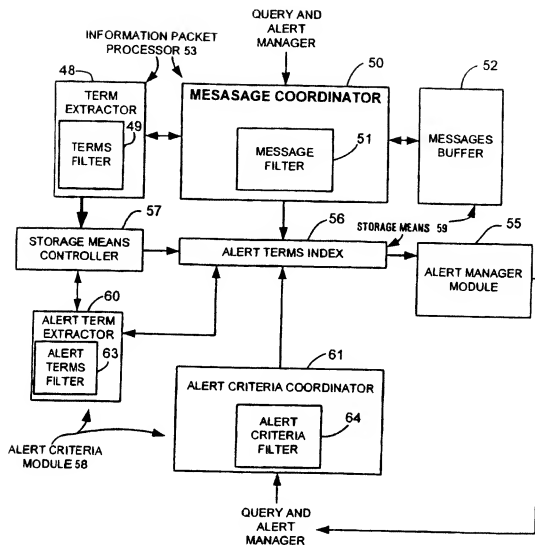 QUERY AND
ALERT
MANAGER
INFORMATION PACKET
PROCESSOR 53
48
50
52
TERM
EXTRACTOR
49
TERMS
FILTER
MESASAGE COORDINATOR
51
MESSAGE
FILTER
MESSAGES
BUFFER
57
56
STORAGE MEANS 59
55
STORAGE MEANS
CONTROLLER
ALERT TERMS INDEX
ALERT MANAGER
MODULE
60
ALERT TERM
EXTRACTOR
ALERT
TERMS
FILTER
63
61
ALERT CRITERIA COORDINATOR
ALERT
CRITERIA
FILTER
64
ALERT CRITERIA
MODULE 58
QUERY AND
ALERT
MANAGER